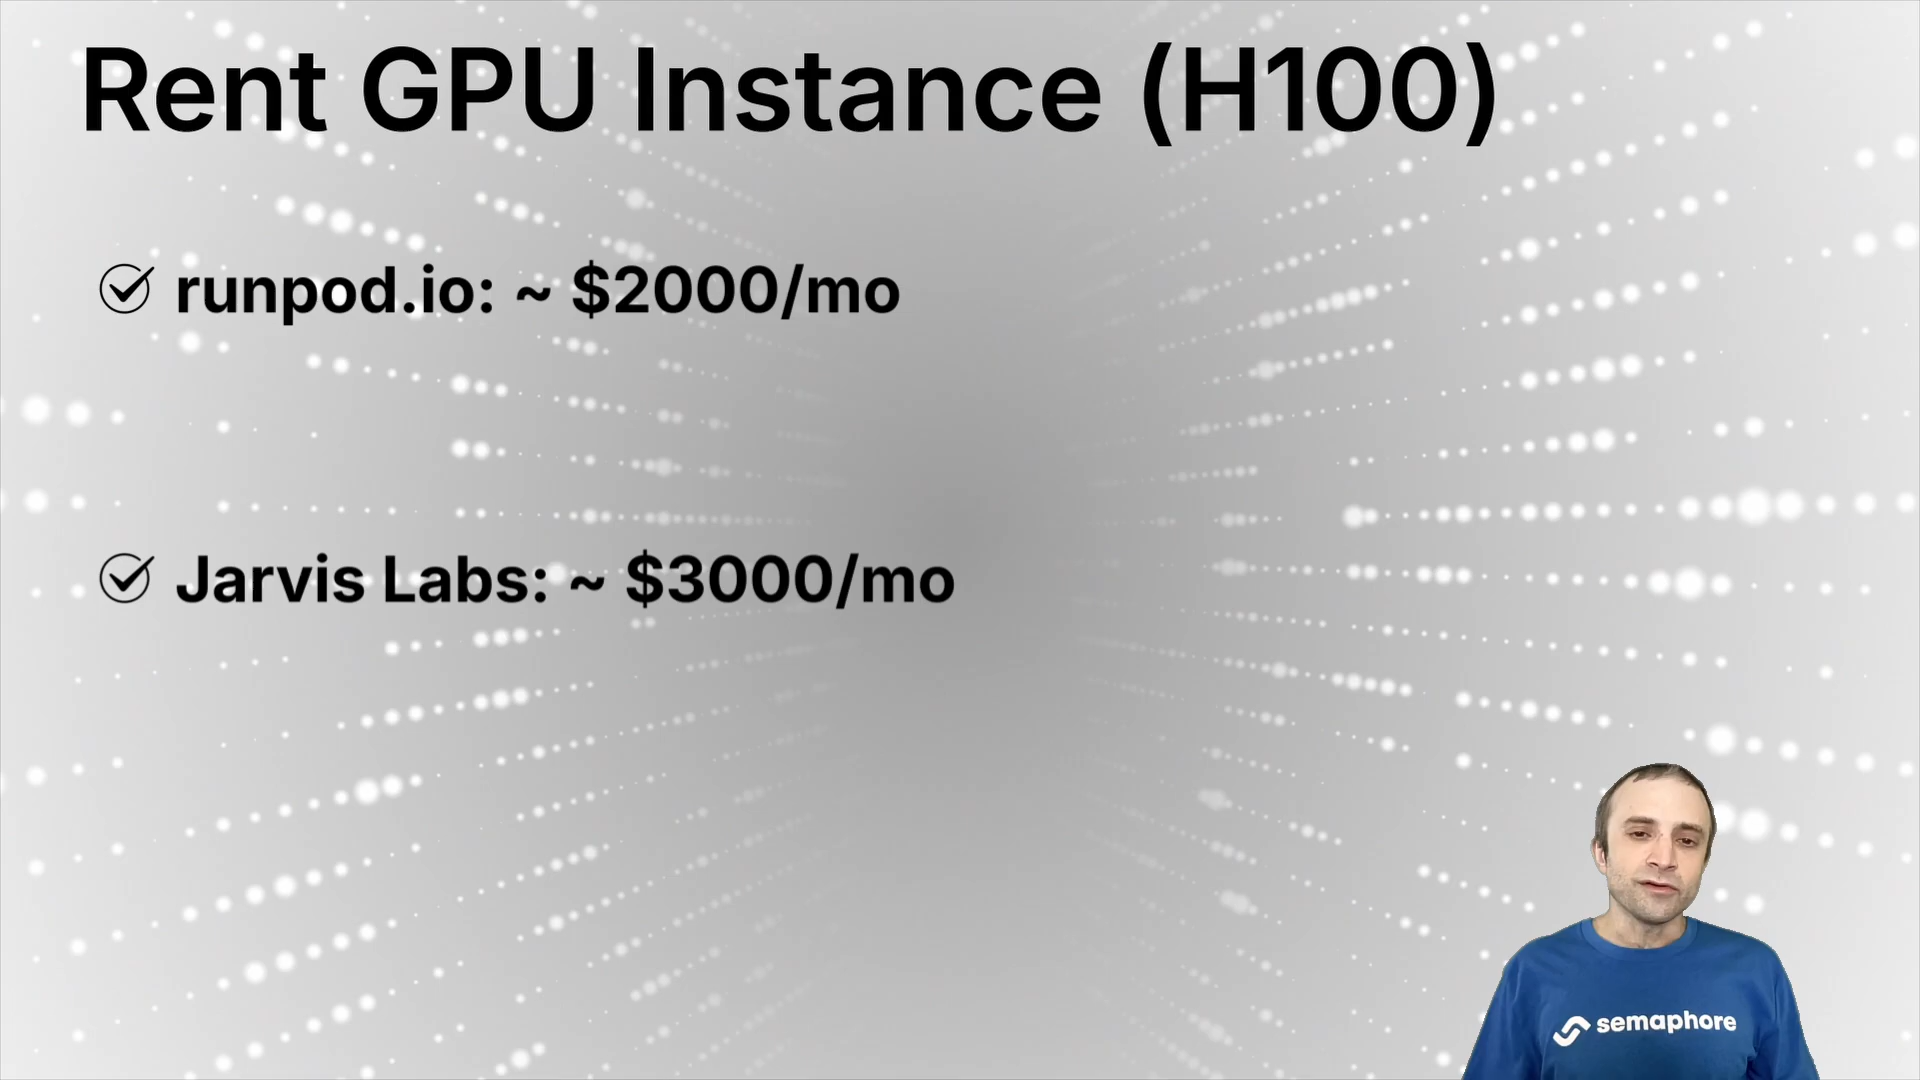 Rent GPU Instance (H100)
runpod.io: ~ $2000/mo
Jarvis Labs: ~ $3000/mo
semaphore